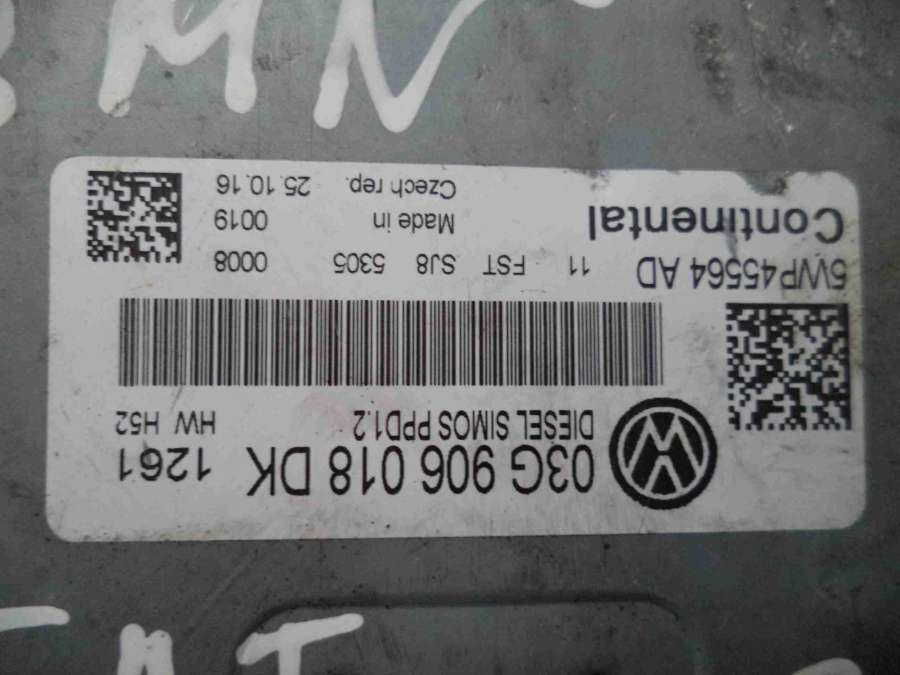 03G 906 018 DK 1261
DIESEL SIMOS PPD1.2 HW H52
5WP45564 AD 11 FST SJ8 5305 0008
Continental Made in 0019
Czech rep. 25.10.16